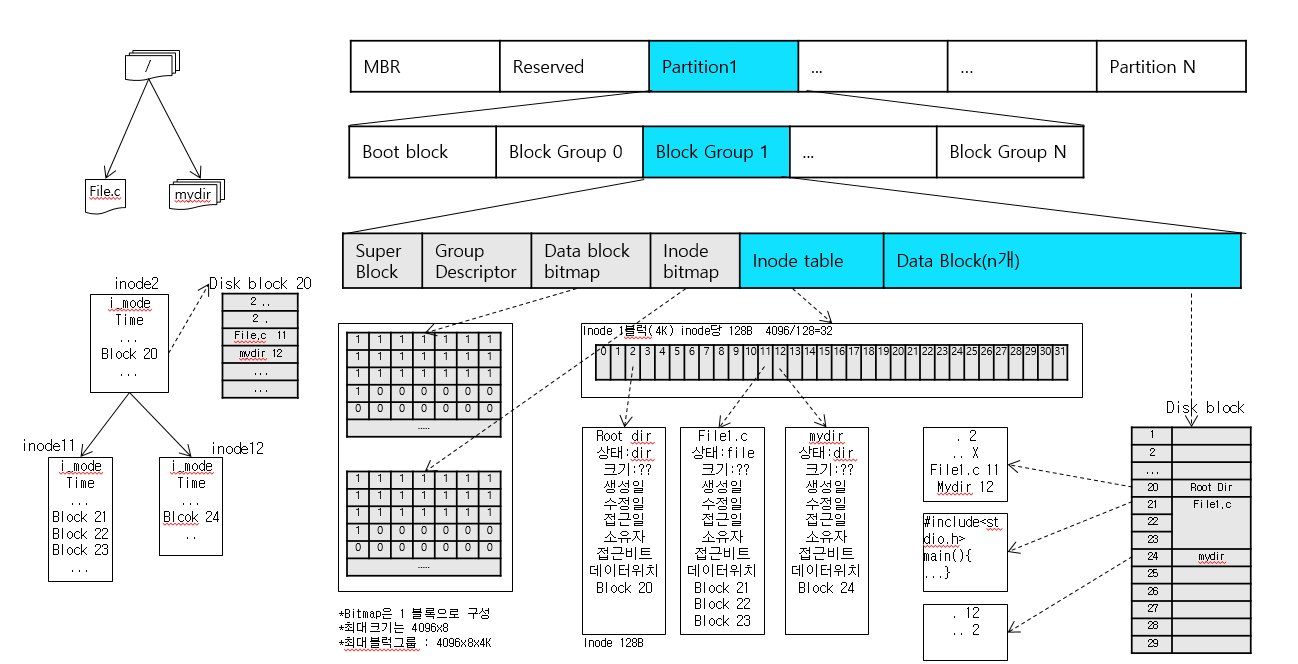 /
File.c
mydir
MBR
Reserved
Partition1
...
...
Partition N
Boot block
Block Group 0
Block Group 1
...
Block Group N
Super
Block
Group
Descriptor
Data block
bitmap
Inode
bitmap
Inode table
Data Block(n개)
inode2
i_mode
Time
...
Block 20
...
Disk block 20
2 ..
2 .
File.c 11
mydir 12
...
...
inode11
i_mode
Time
...
Block 21
Block 22
Block 23
...
inode12
i_mode
Time
...
Blcok 24
..
1 1 1 1 1 1 1
1 1 1 1 1 1 1
1 1 1 1 1 1 1
1 0 0 0 0 0 0
0 0 0 0 0 0 0
.....
1 1 1 1 1 1 1
1 1 1 1 1 1 1
1 1 1 1 1 1 1
1 0 0 0 0 0 0
0 0 0 0 0 0 0
.....
*Bitmap은 1 블록으로 구성
*최대크기는 4096x8
*최대블럭그룹 : 4096x8x4K
Inode 1블럭(4K) inode당 128B 4096/128=32
0 1 2 3 4 5 6 7 8 9 10 11 12 13 14 15 16 17 18 19 20 21 22 23 24 25 26 27 28 29 30 31
Root dir
상태:dir
크기:??
생성일
수정일
접근일
소유자
접근비트
데이터위치
Block 20
Inode 128B
File1.c
상태:file
크기:??
생성일
수정일
접근일
소유자
접근비트
데이터위치
Block 21
Block 22
Block 23
mydir
상태:dir
크기:??
생성일
수정일
접근일
소유자
접근비트
데이터위치
Block 24
. 2
.. X
File1.c 11
Mydir 12
#include<st
dio.h>
main(){
...}
. 12
.. 2
Disk block
1
2
...
20 Root Dir
21 File1.c
22
23
24 mydir
25
26
27
28
29